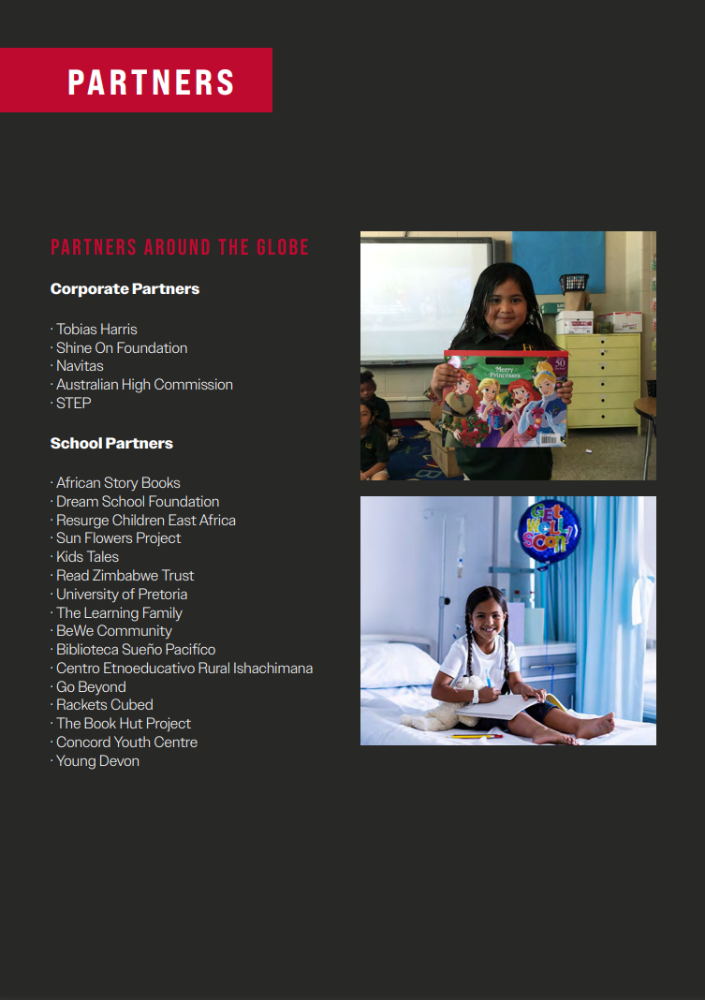 PARTNERS
PARTNERS AROUND THE GLOBE
Corporate Partners
· Tobias Harris
· Shine On Foundation
· Navitas
· Australian High Commission
· STEP
School Partners
· African Story Books
· Dream School Foundation
· Resurge Children East Africa
· Sun Flowers Project
· Kids Tales
· Read Zimbabwe Trust
· University of Pretoria
· The Learning Family
· BeWe Community
· Biblioteca Sueño Pacifíco
· Centro Etnoeducativo Rural Ishachimana
· Go Beyond
· Rackets Cubed
· The Book Hut Project
· Concord Youth Centre
· Young Devon
Merry
Princesses
50
GET
WELL
SOON!